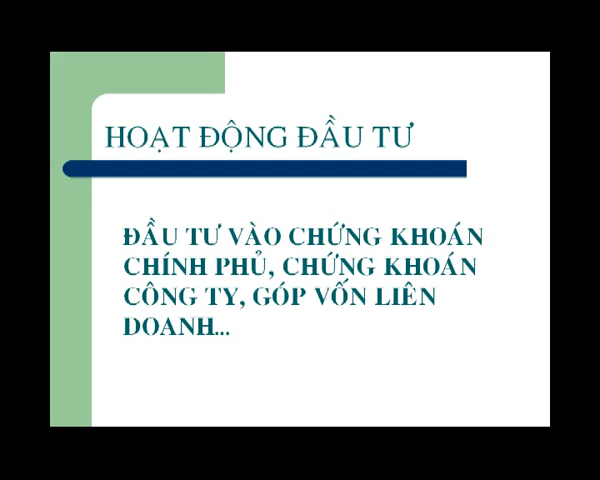 HOẠT ĐỘNG ĐẦU TƯ
ĐẦU TƯ VÀO CHỨNG KHOÁN
CHÍNH PHỦ, CHỨNG KHOÁN
CÔNG TY, GÓP VỐN LIÊN
DOANH...